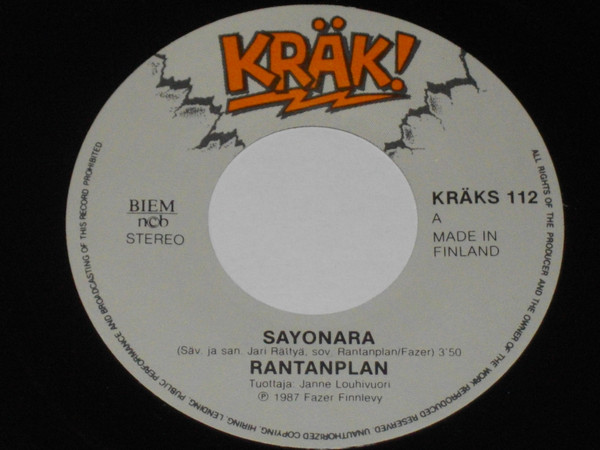 KRÄK!
BIEM
ncb
STEREO
KRÄKS 112
A
MADE IN
FINLAND
SAYONARA
(Säv. ja san. Jari Rättyä, sov. Rantanplan/Fazer) 3'50
RANTANPLAN
Tuottaja: Janne Louhivuori
℗ 1987 Fazer Finnlevy
ALL RIGHTS OF THE PRODUCER AND THE OWNER OF THE WORK REPRODUCED RESERVED. UNAUTHORIZED COPYING, HIRING, LENDING, PUBLIC PERFORMANCE AND BROADCASTING OF THIS RECORD PROHIBITED